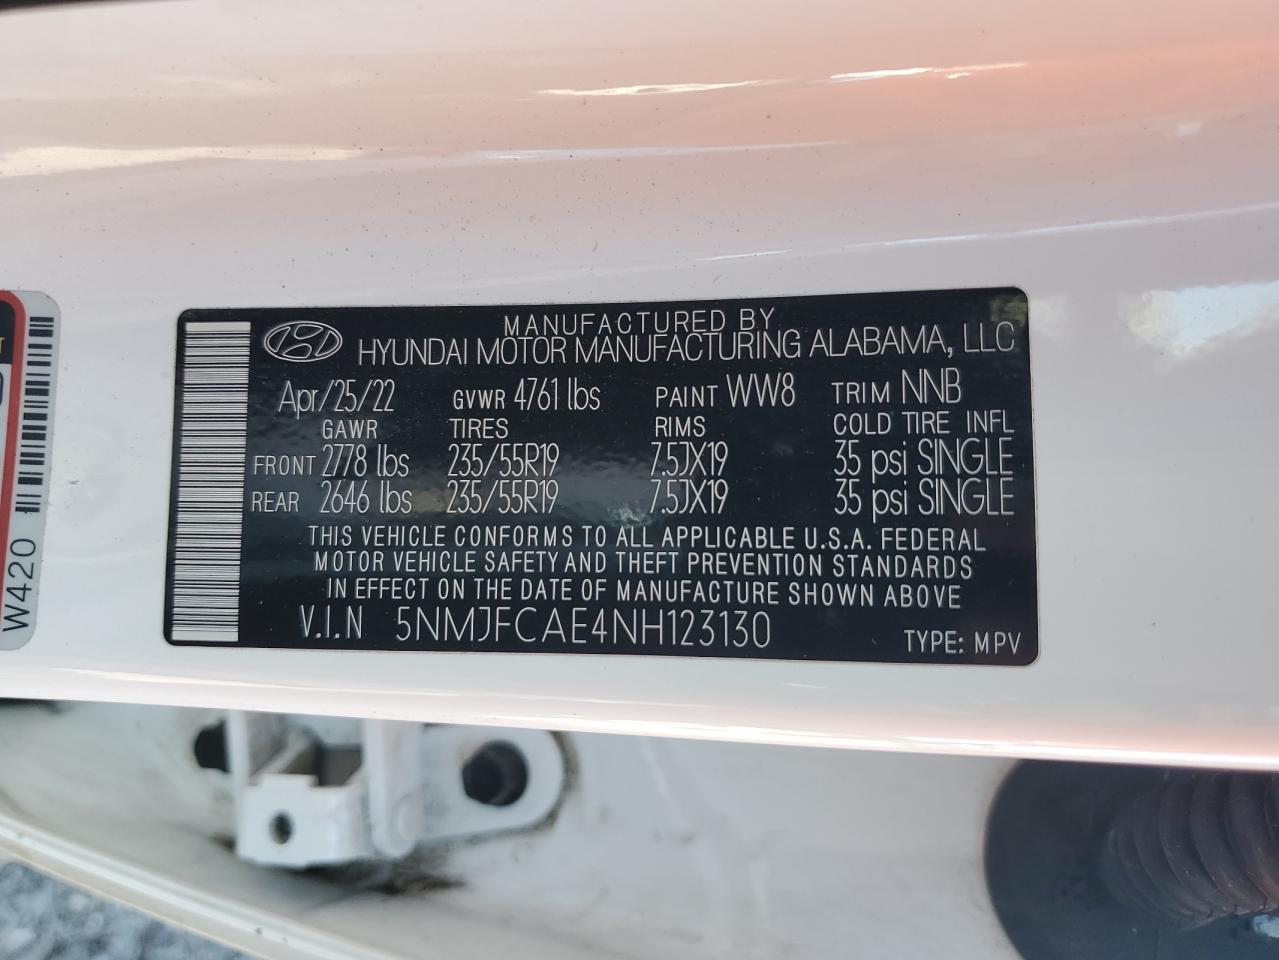 MANUFACTURED BY
HYUNDAI MOTOR MANUFACTURING ALABAMA, LLC
Apr/25/22 GVWR 4761 lbs PAINT WW8 TRIM NNB
GAWR TIRES RIMS COLD TIRE INFL
FRONT 2778 lbs 235/55R19 7.5JX19 35 psi SINGLE
REAR 2646 lbs 235/55R19 7.5JX19 35 psi SINGLE
THIS VEHICLE CONFORMS TO ALL APPLICABLE U.S.A. FEDERAL
MOTOR VEHICLE SAFETY AND THEFT PREVENTION STANDARDS
IN EFFECT ON THE DATE OF MANUFACTURE SHOWN ABOVE
V.I.N 5NMJFCAE4NH123130 TYPE: MPV
W420